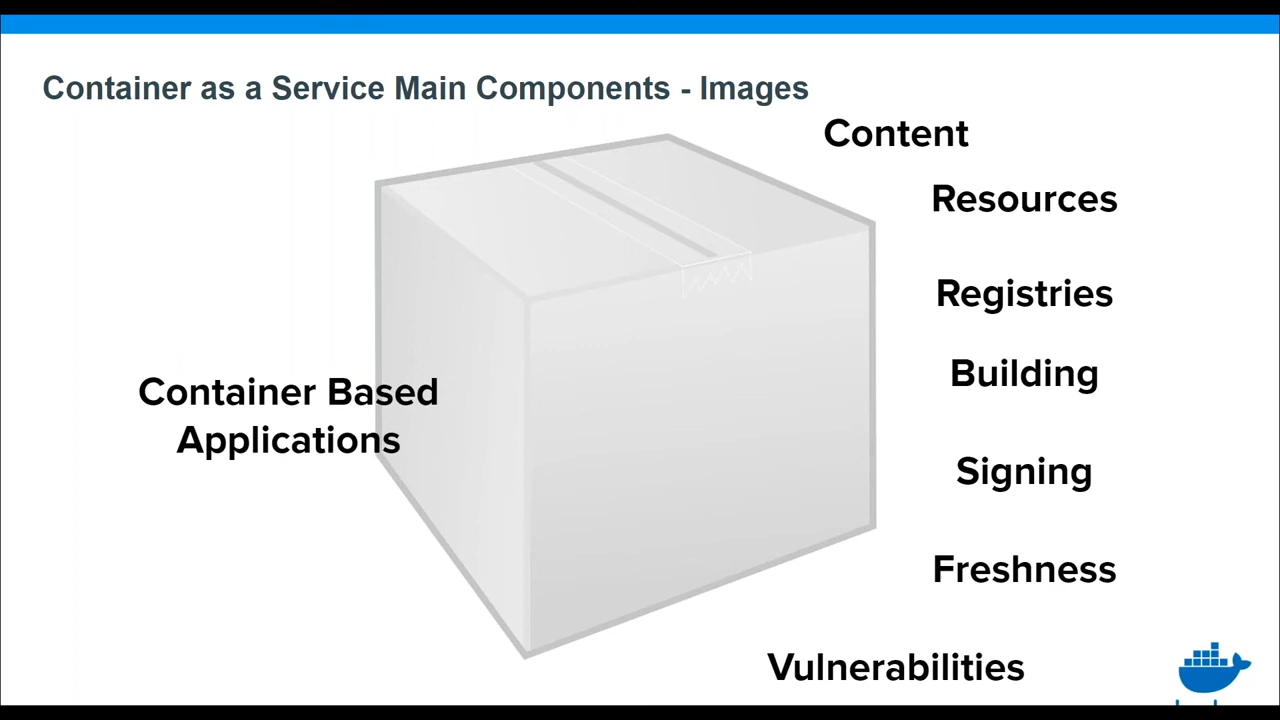 Container as a Service Main Components - Images
Content
Resources
Registries
Building
Container Based
Applications
Signing
Freshness
Vulnerabilities